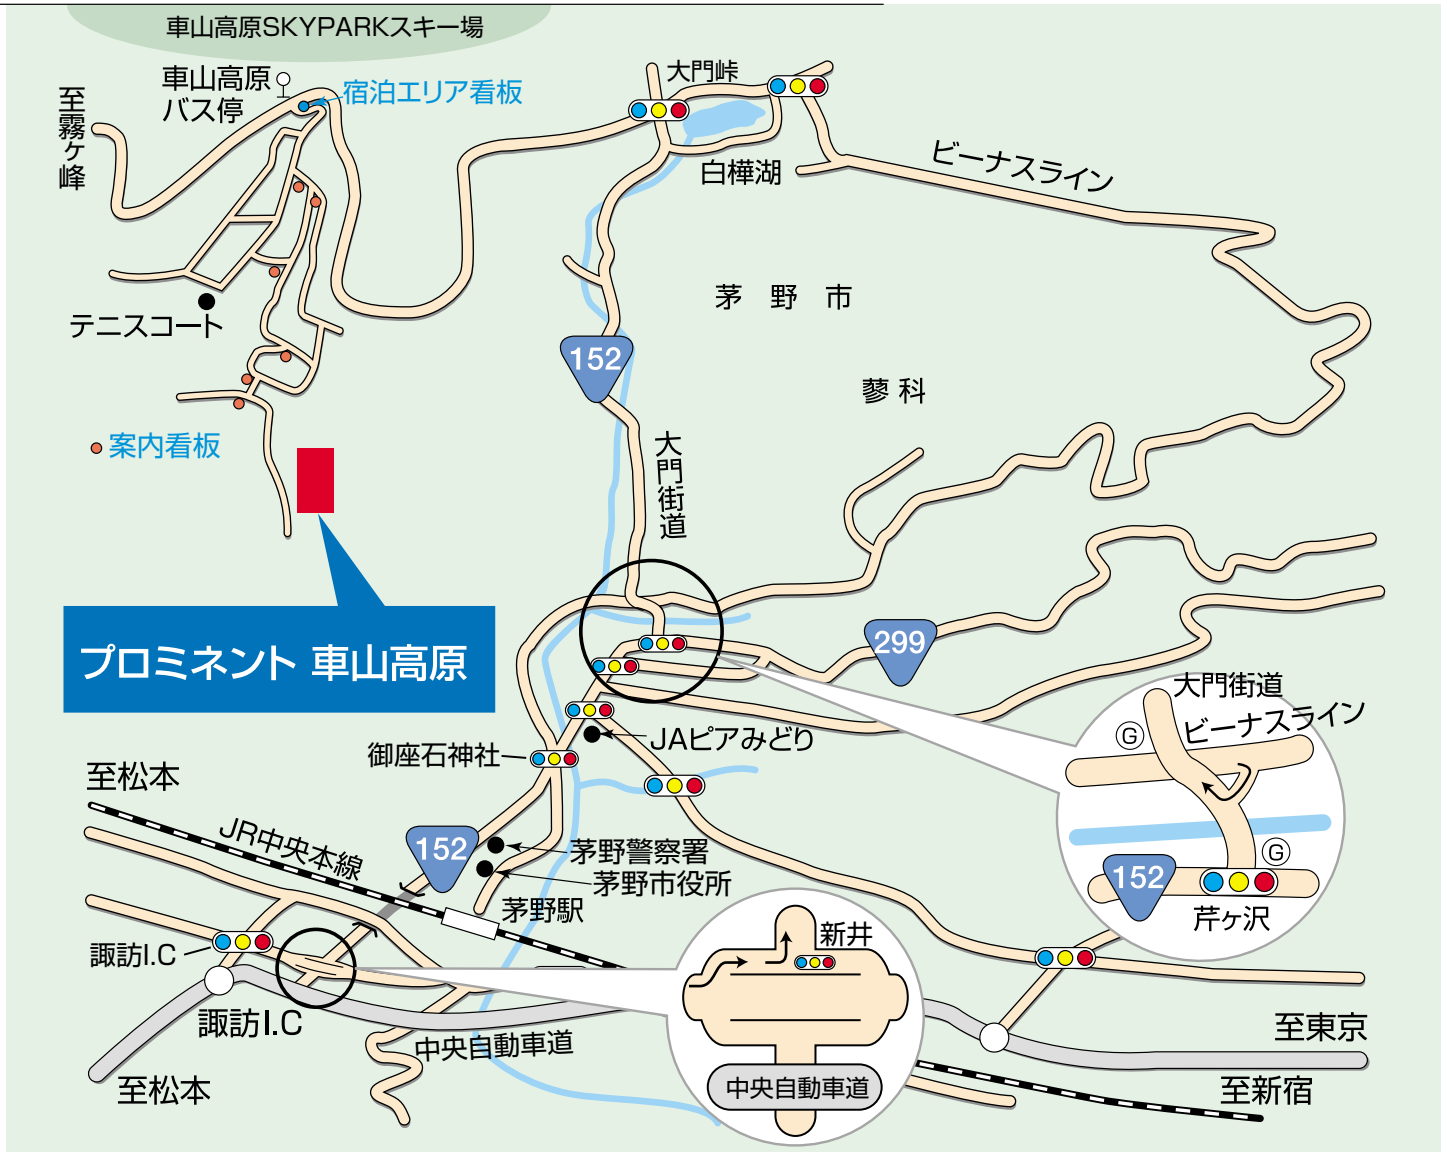 車山高原SKYPARKスキー場
車山高原
バス停
宿泊エリア看板
至霧ヶ峰
大門峠
白樺湖
ビーナスライン
茅野市
蓼科
テニスコート
152
案内看板
大門街道
プロミネント 車山高原
299
大門街道
ビーナスライン
G
G
152
芹ヶ沢
JAピアみどり
御座石神社
至松本
JR中央本線
152
茅野警察署
茅野市役所
茅野駅
諏訪I.C
諏訪I.C
新井
中央自動車道
中央自動車道
至松本
至東京
至新宿